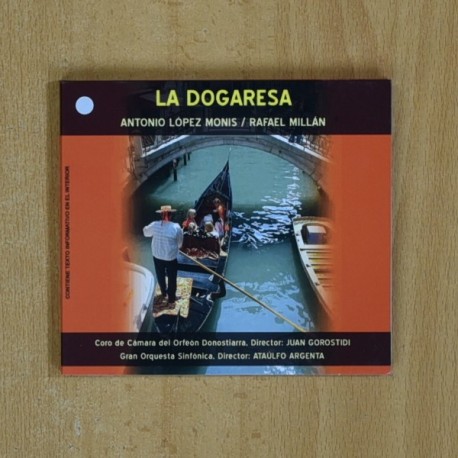 LA DOGARESA
ANTONIO LÓPEZ MONIS / RAFAEL MILLÁN
CONTIENE TEXTO INFORMATIVO EN EL INTERIOR
Coro de Cámara del Orfeón Donostiarra, Director: JUAN GOROSTIDI
Gran Orquesta Sinfónica, Director: ATAÚLFO ARGENTA